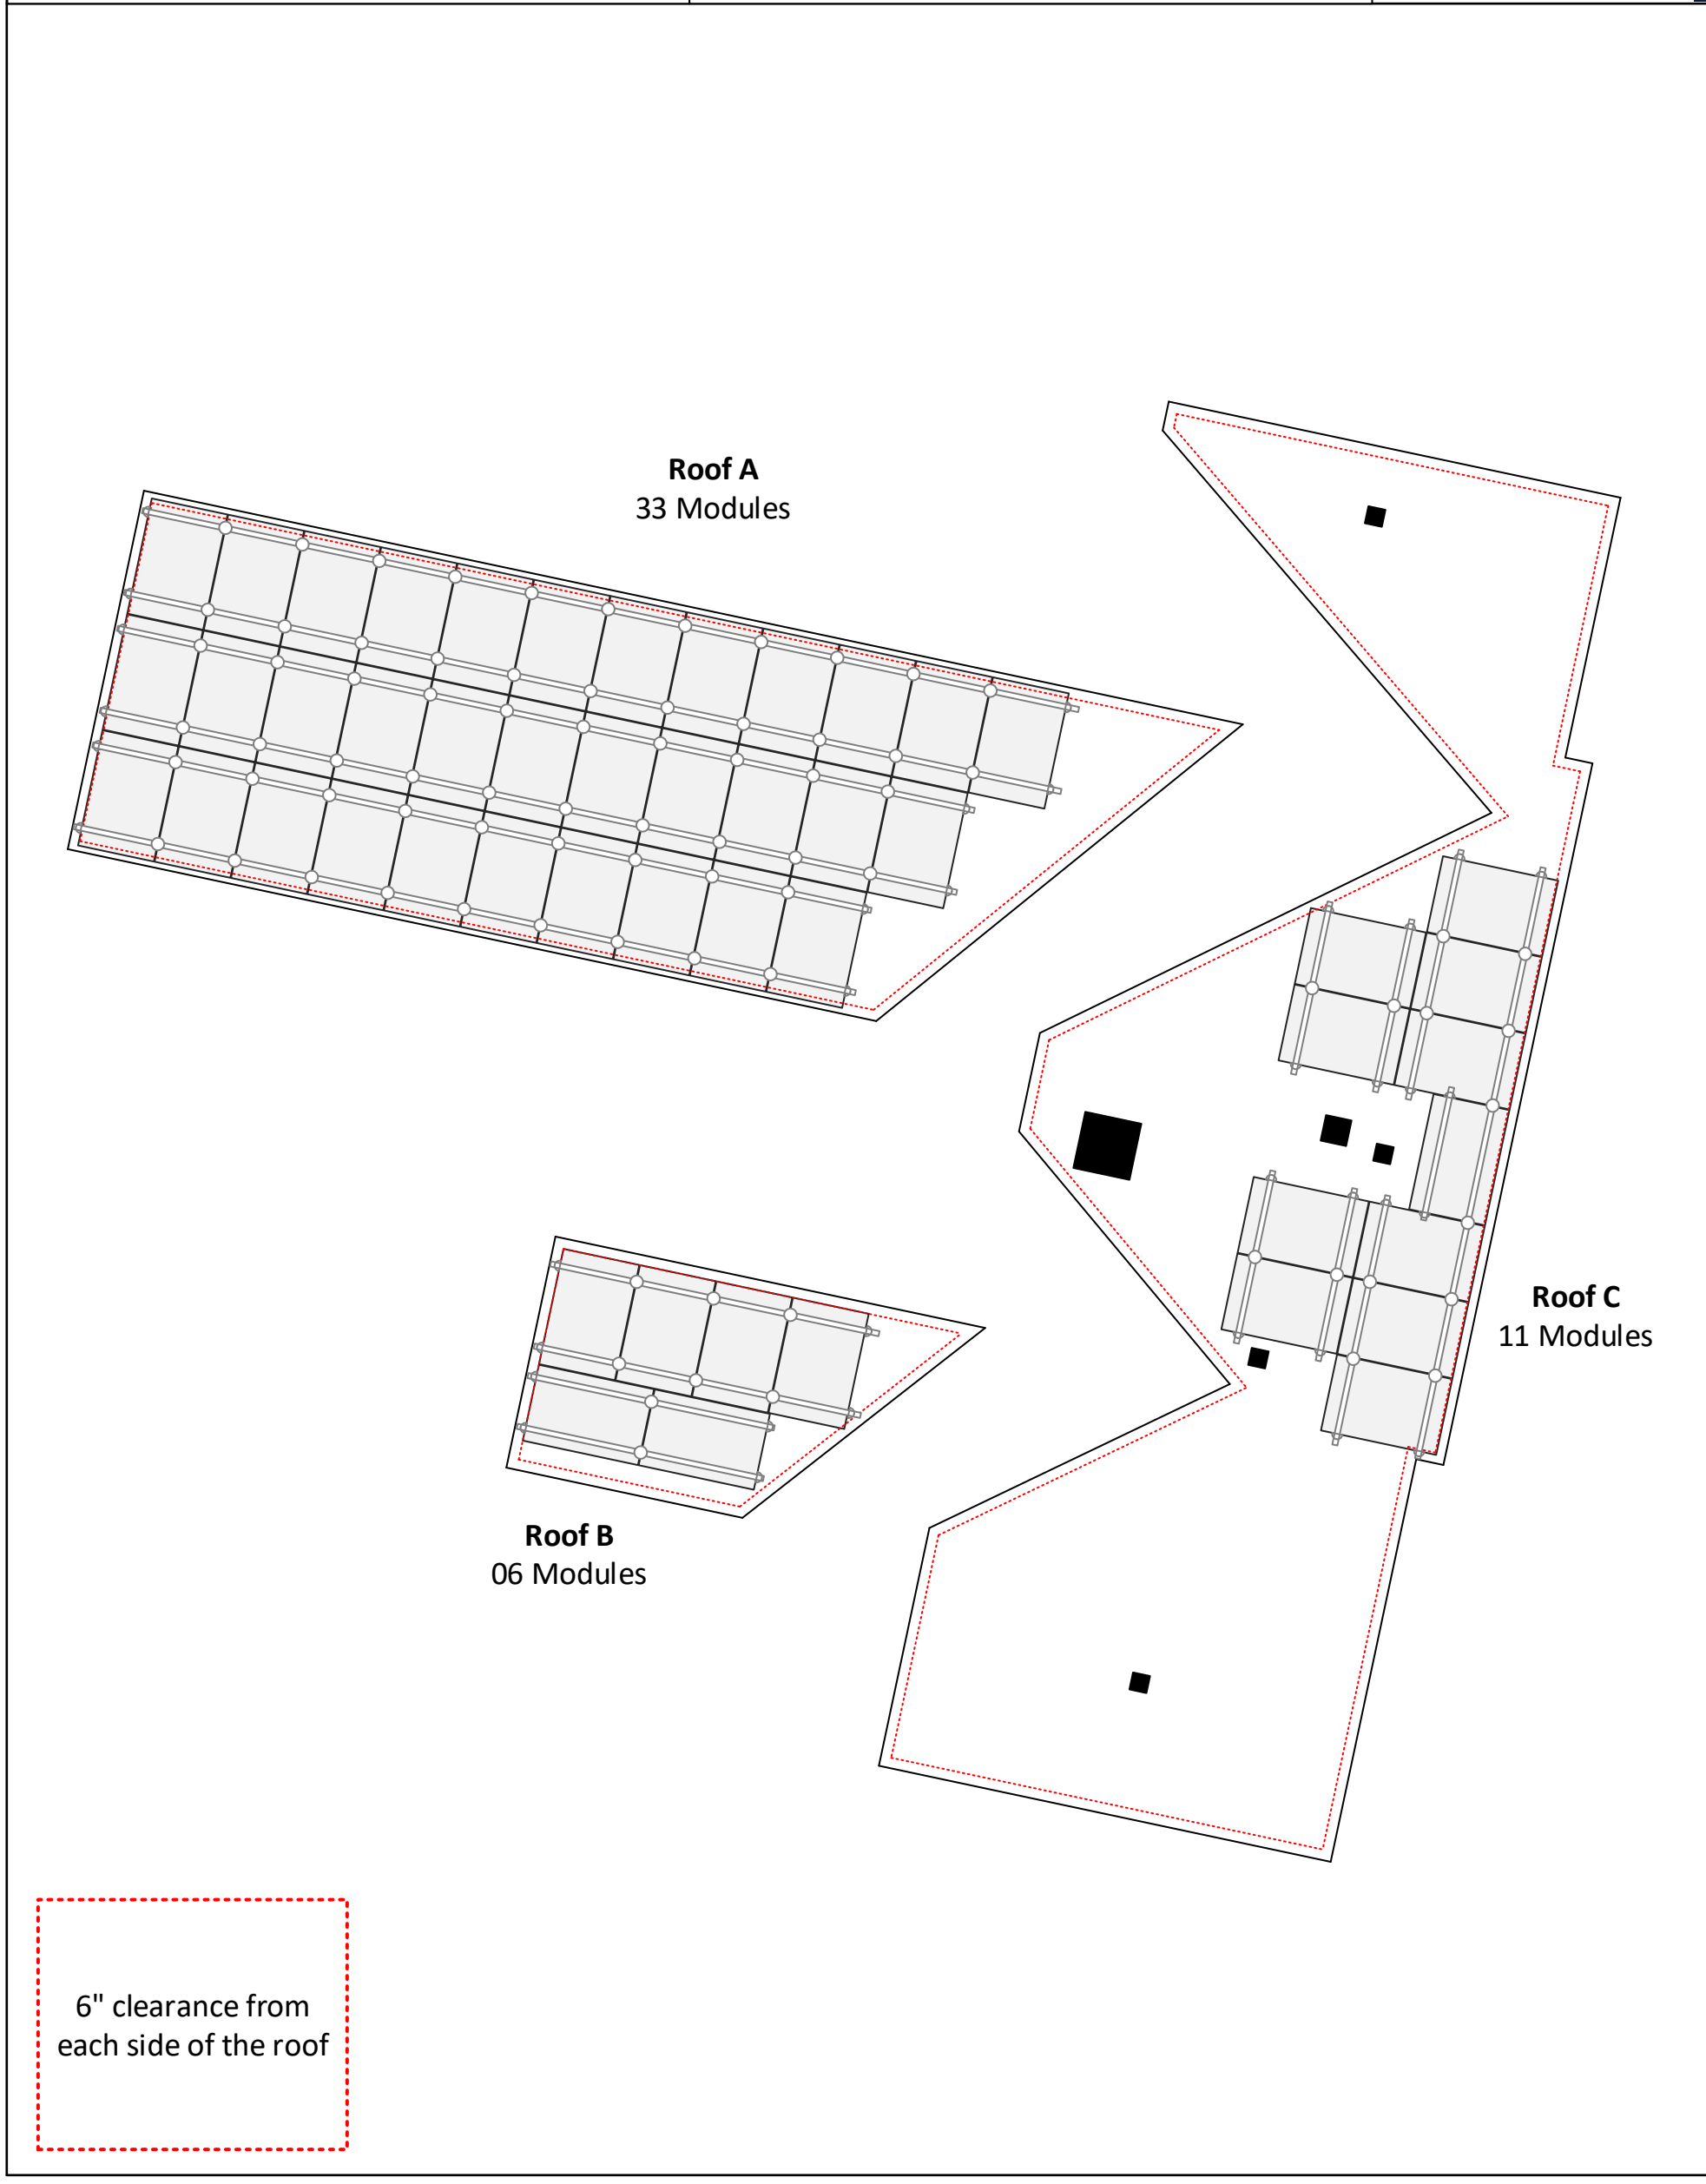 Roof A
33 Modules
Roof C
11 Modules
Roof B
06 Modules
6" clearance from
each side of the roof